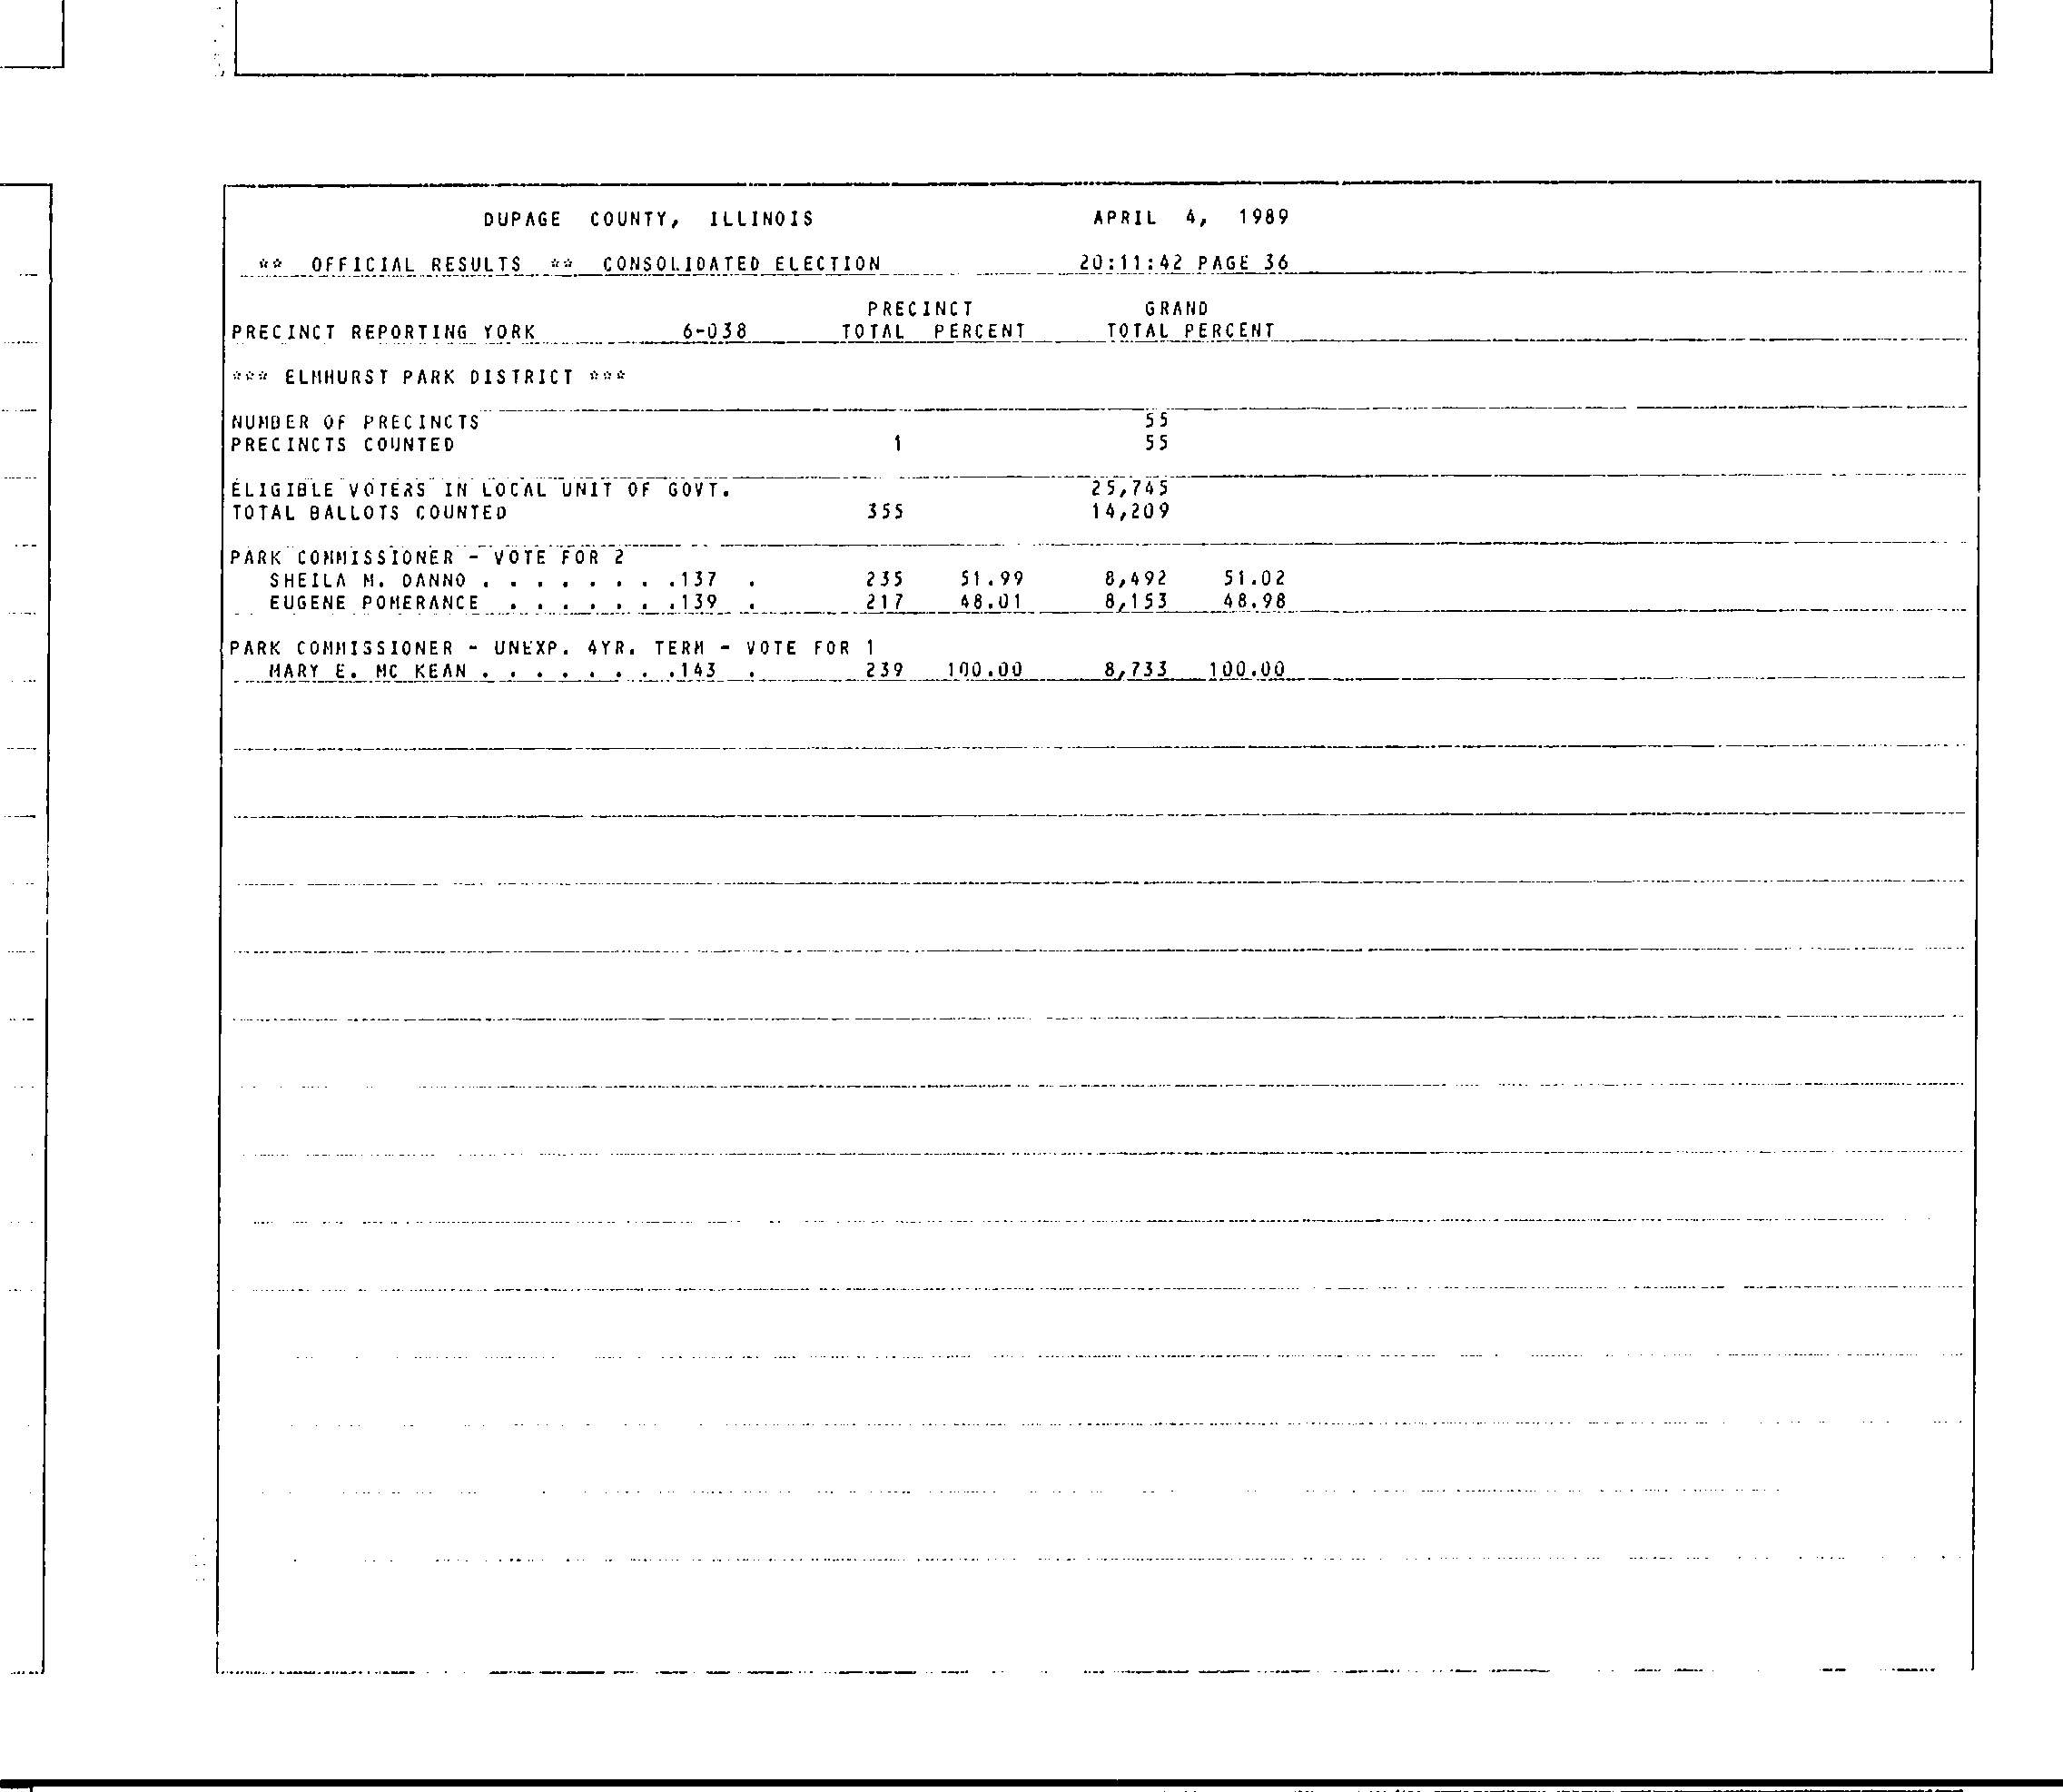 DUPAGE COUNTY, ILLINOIS APRIL 4, 1989
** OFFICIAL RESULTS ** CONSOLIDATED ELECTION 20:11:42 PAGE 36
PRECINCT GRAND
PRECINCT REPORTING YORK 6-038 TOTAL PERCENT TOTAL PERCENT
*** ELMHURST PARK DISTRICT ***
NUMBER OF PRECINCTS 55
PRECINCTS COUNTED 1 55
ELIGIBLE VOTERS IN LOCAL UNIT OF GOVT. 25,745
TOTAL BALLOTS COUNTED 355 14,209
PARK COMMISSIONER - VOTE FOR 2
SHEILA M. DANNO . . . . . . . .137 . 235 51.99 8,492 51.02
EUGENE POMERANCE . . . . . . .139 . 217 48.01 8,153 48.98
PARK COMMISSIONER - UNEXP. 4YR. TERM - VOTE FOR 1
MARY E. MC KEAN . . . . . . . .143 . 239 100.00 8,733 100.00